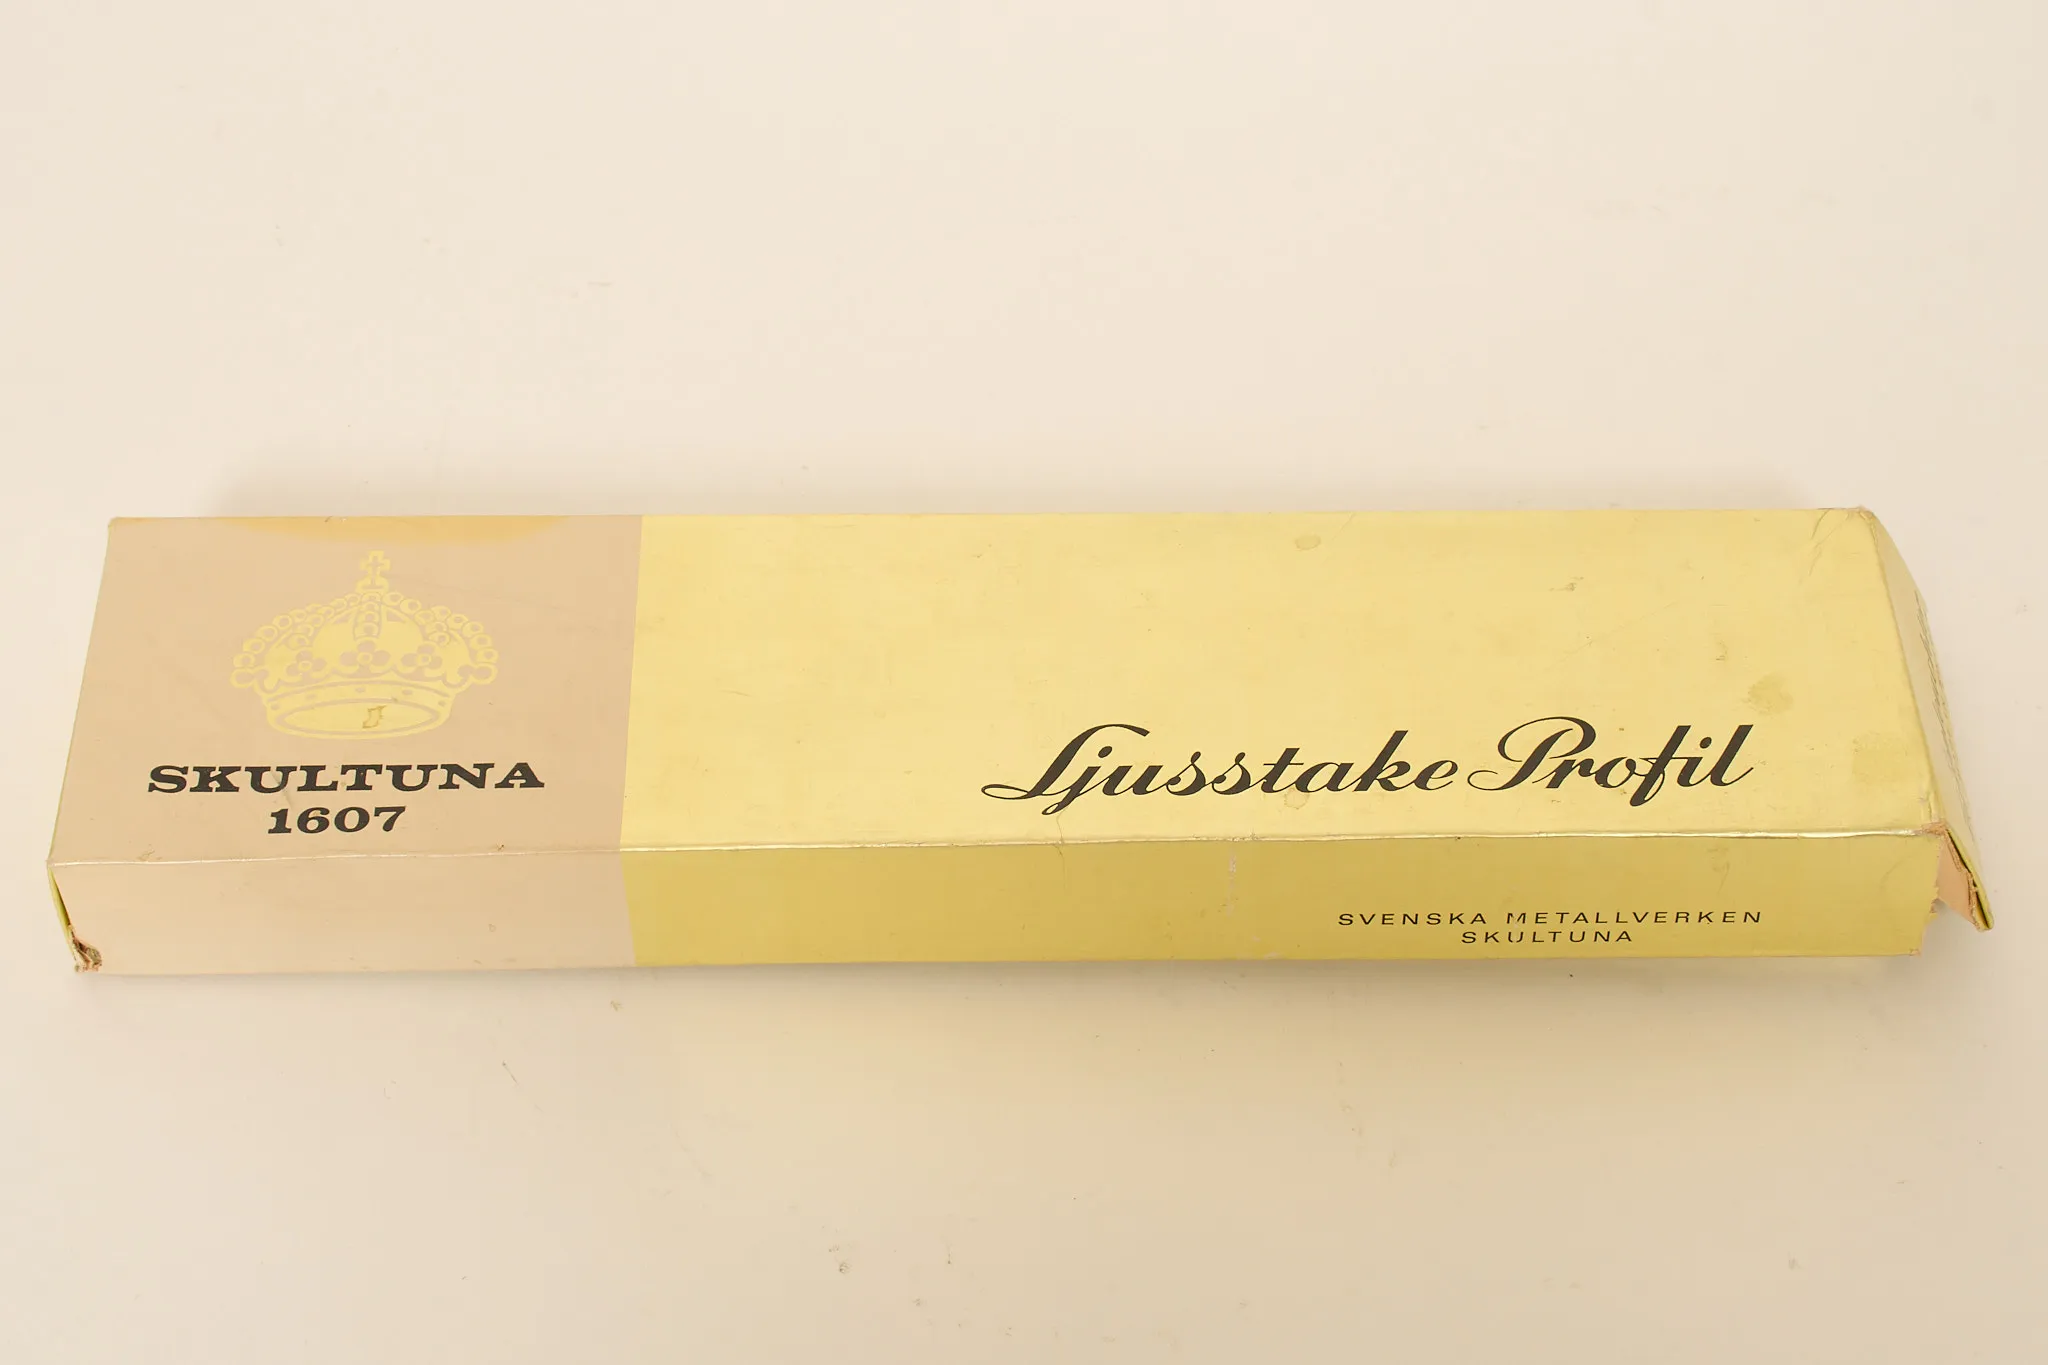 SKULTUNA
1607
Ljusstake Profil
SVENSKA METALLVERKEN
SKULTUNA